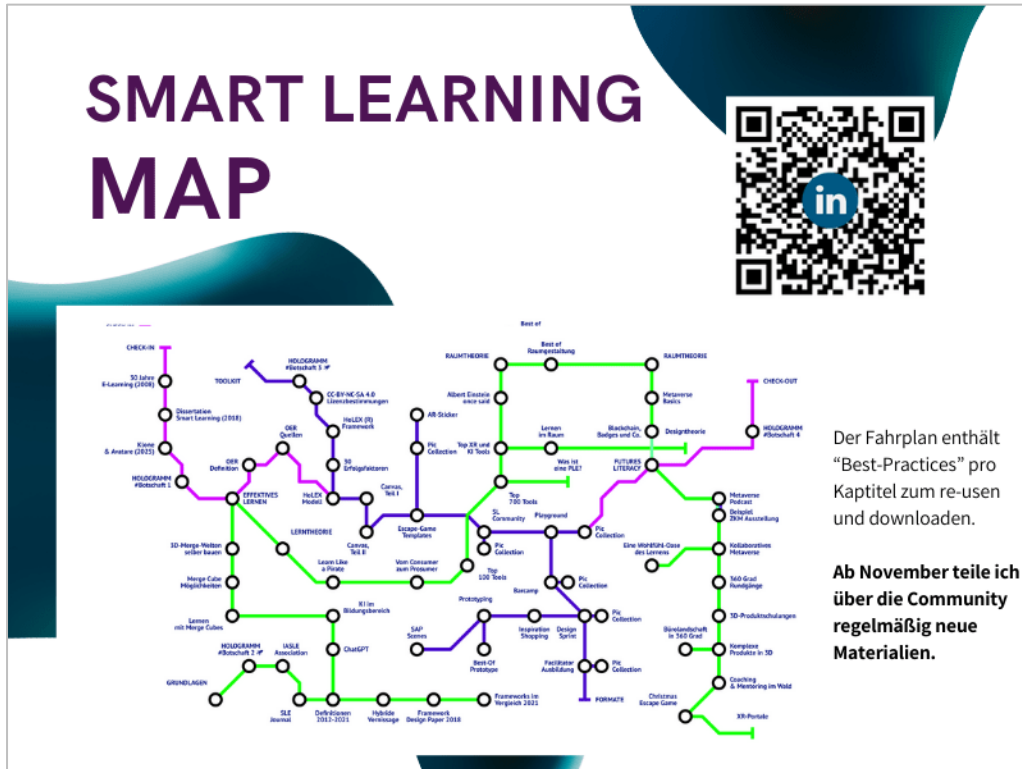 SMART LEARNING
MAP
in
Best of
CHECK-IN
30 Jahre
E-Learning (2008)
Dissertation
Smart Learning (2018)
Kiene
& Anstare (2025)
HOLOGRAMM
#Botschaft 1
TOOLKIT
HOLOGRAMM
#Botschaft 3
CC-BY-NC-SA 4.0
Lizenzbestimmungen
HeLEX (R)
Framework
30
Erfolgsfaktoren
OER
Quellen
OER
Definition
EFFEKTIVES
LERNEN
HeLEX
Modell
Canvas,
Teil I
Canvas,
Teil II
AR-Sticker
Pic
Collection
Escape-Game
Templates
RAUMTHEORIE
Best of
Raumgestaltung
RAUMTHEORIE
Albert Einstein
once said
Metaverse
Basics
Top XR und
KI Tools
Lernen
im Raum
Blockchain,
Badges und Co.
Designtheorie
Was ist
eine PLE?
FUTURES
LITERACY
CHECK-OUT
HOLOGRAMM
#Botschaft 4
Top
700 Tools
SL
Community
Playground
Pic
Collection
Pic
Collection
Top
100 Tools
Metaverse
Podcast
Beispiel
ZKM Ausstellung
Eine Wohlfühl-Oase
des Lernens
Kollaboratives
Metaverse
3D-Merge-Welten
selber bauen
LERNTHEORIE
Learn Like
a Pirate
Vom Consumer
zum Prosumer
Merge Cube
Möglichkeiten
Lernen
mit Merge Cubes
KI im
Bildungsbereich
ChatGPT
Prototyping
Barcamp
Pic
Collection
360 Grad
Rundgänge
SAP
Scenes
Best-Of
Prototype
Inspiration
Shopping
Design
Sprint
Pic
Collection
3D-Produktschulungen
Bürolandschaft
in 360 Grad
Komplexe
Produkte in 3D
Facilitator
Ausbildung
Pic
Collection
FORMATE
Coaching
& Mentoring im Wald
Christmas
Escape Game
XR-Portale
HOLOGRAMM
#Botschaft 2
IASLE
Association
GRUNDLAGEN
SLE
Journal
Definitionen
2012-2021
Hybride
Vernissage
Framework
Design Paper 2018
Frameworks im
Vergleich 2021
Der Fahrplan enthält
“Best-Practices” pro
Kaptitel zum re-usen
und downloaden.
Ab November teile ich
über die Community
regelmäßig neue
Materialien.